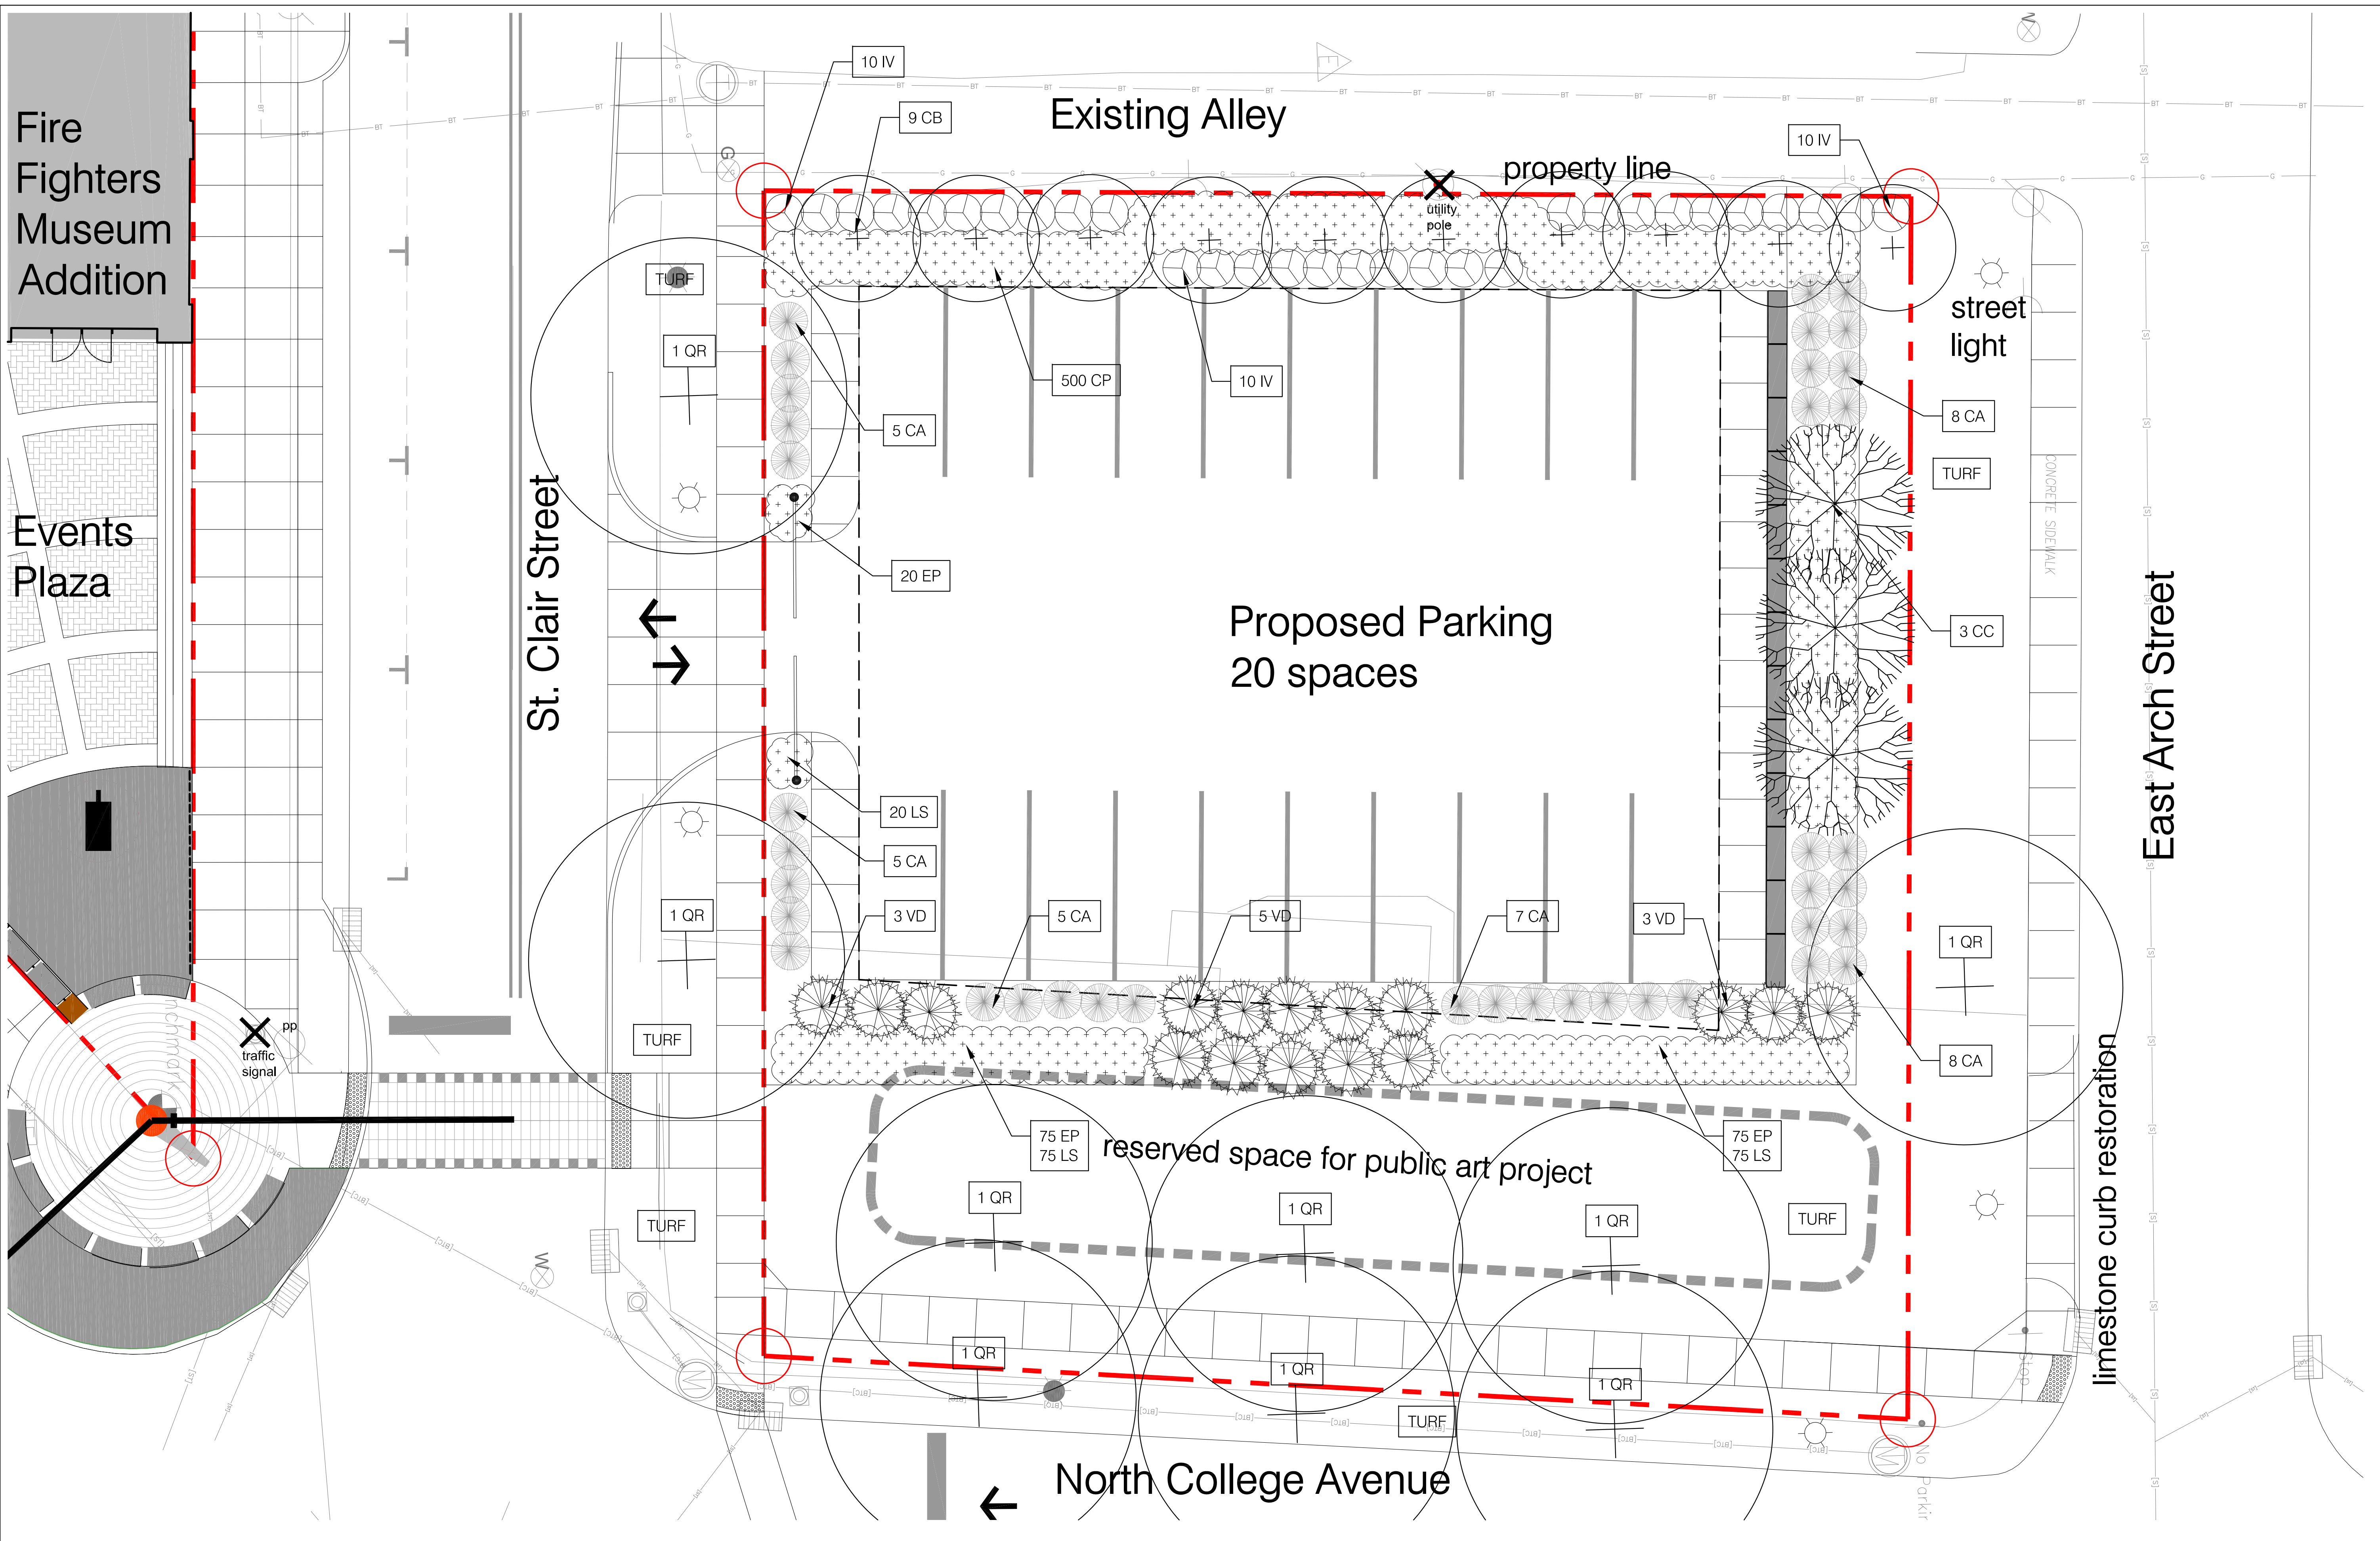 10 IV
9 CB
Existing Alley
10 IV
property line
Fire
Fighters
Museum
Addition
utility
pole
TURF
street
light
1 QR
500 CP
10 IV
5 CA
8 CA
TURF
CONCRETE SIDEWALK
Events
Plaza
St. Clair Street
20 EP
Proposed Parking
20 spaces
3 CC
East Arch Street
20 LS
5 CA
1 QR
3 VD
5 CA
5 VD
7 CA
3 VD
1 QR
TURF
pp
traffic
signal
8 CA
limestone curb restoration
75 EP
75 LS
reserved space for public art project
75 EP
75 LS
1 QR
1 QR
1 QR
TURF
TURF
1 QR
1 QR
1 QR
TURF
Stop
North College Avenue
No Parkin